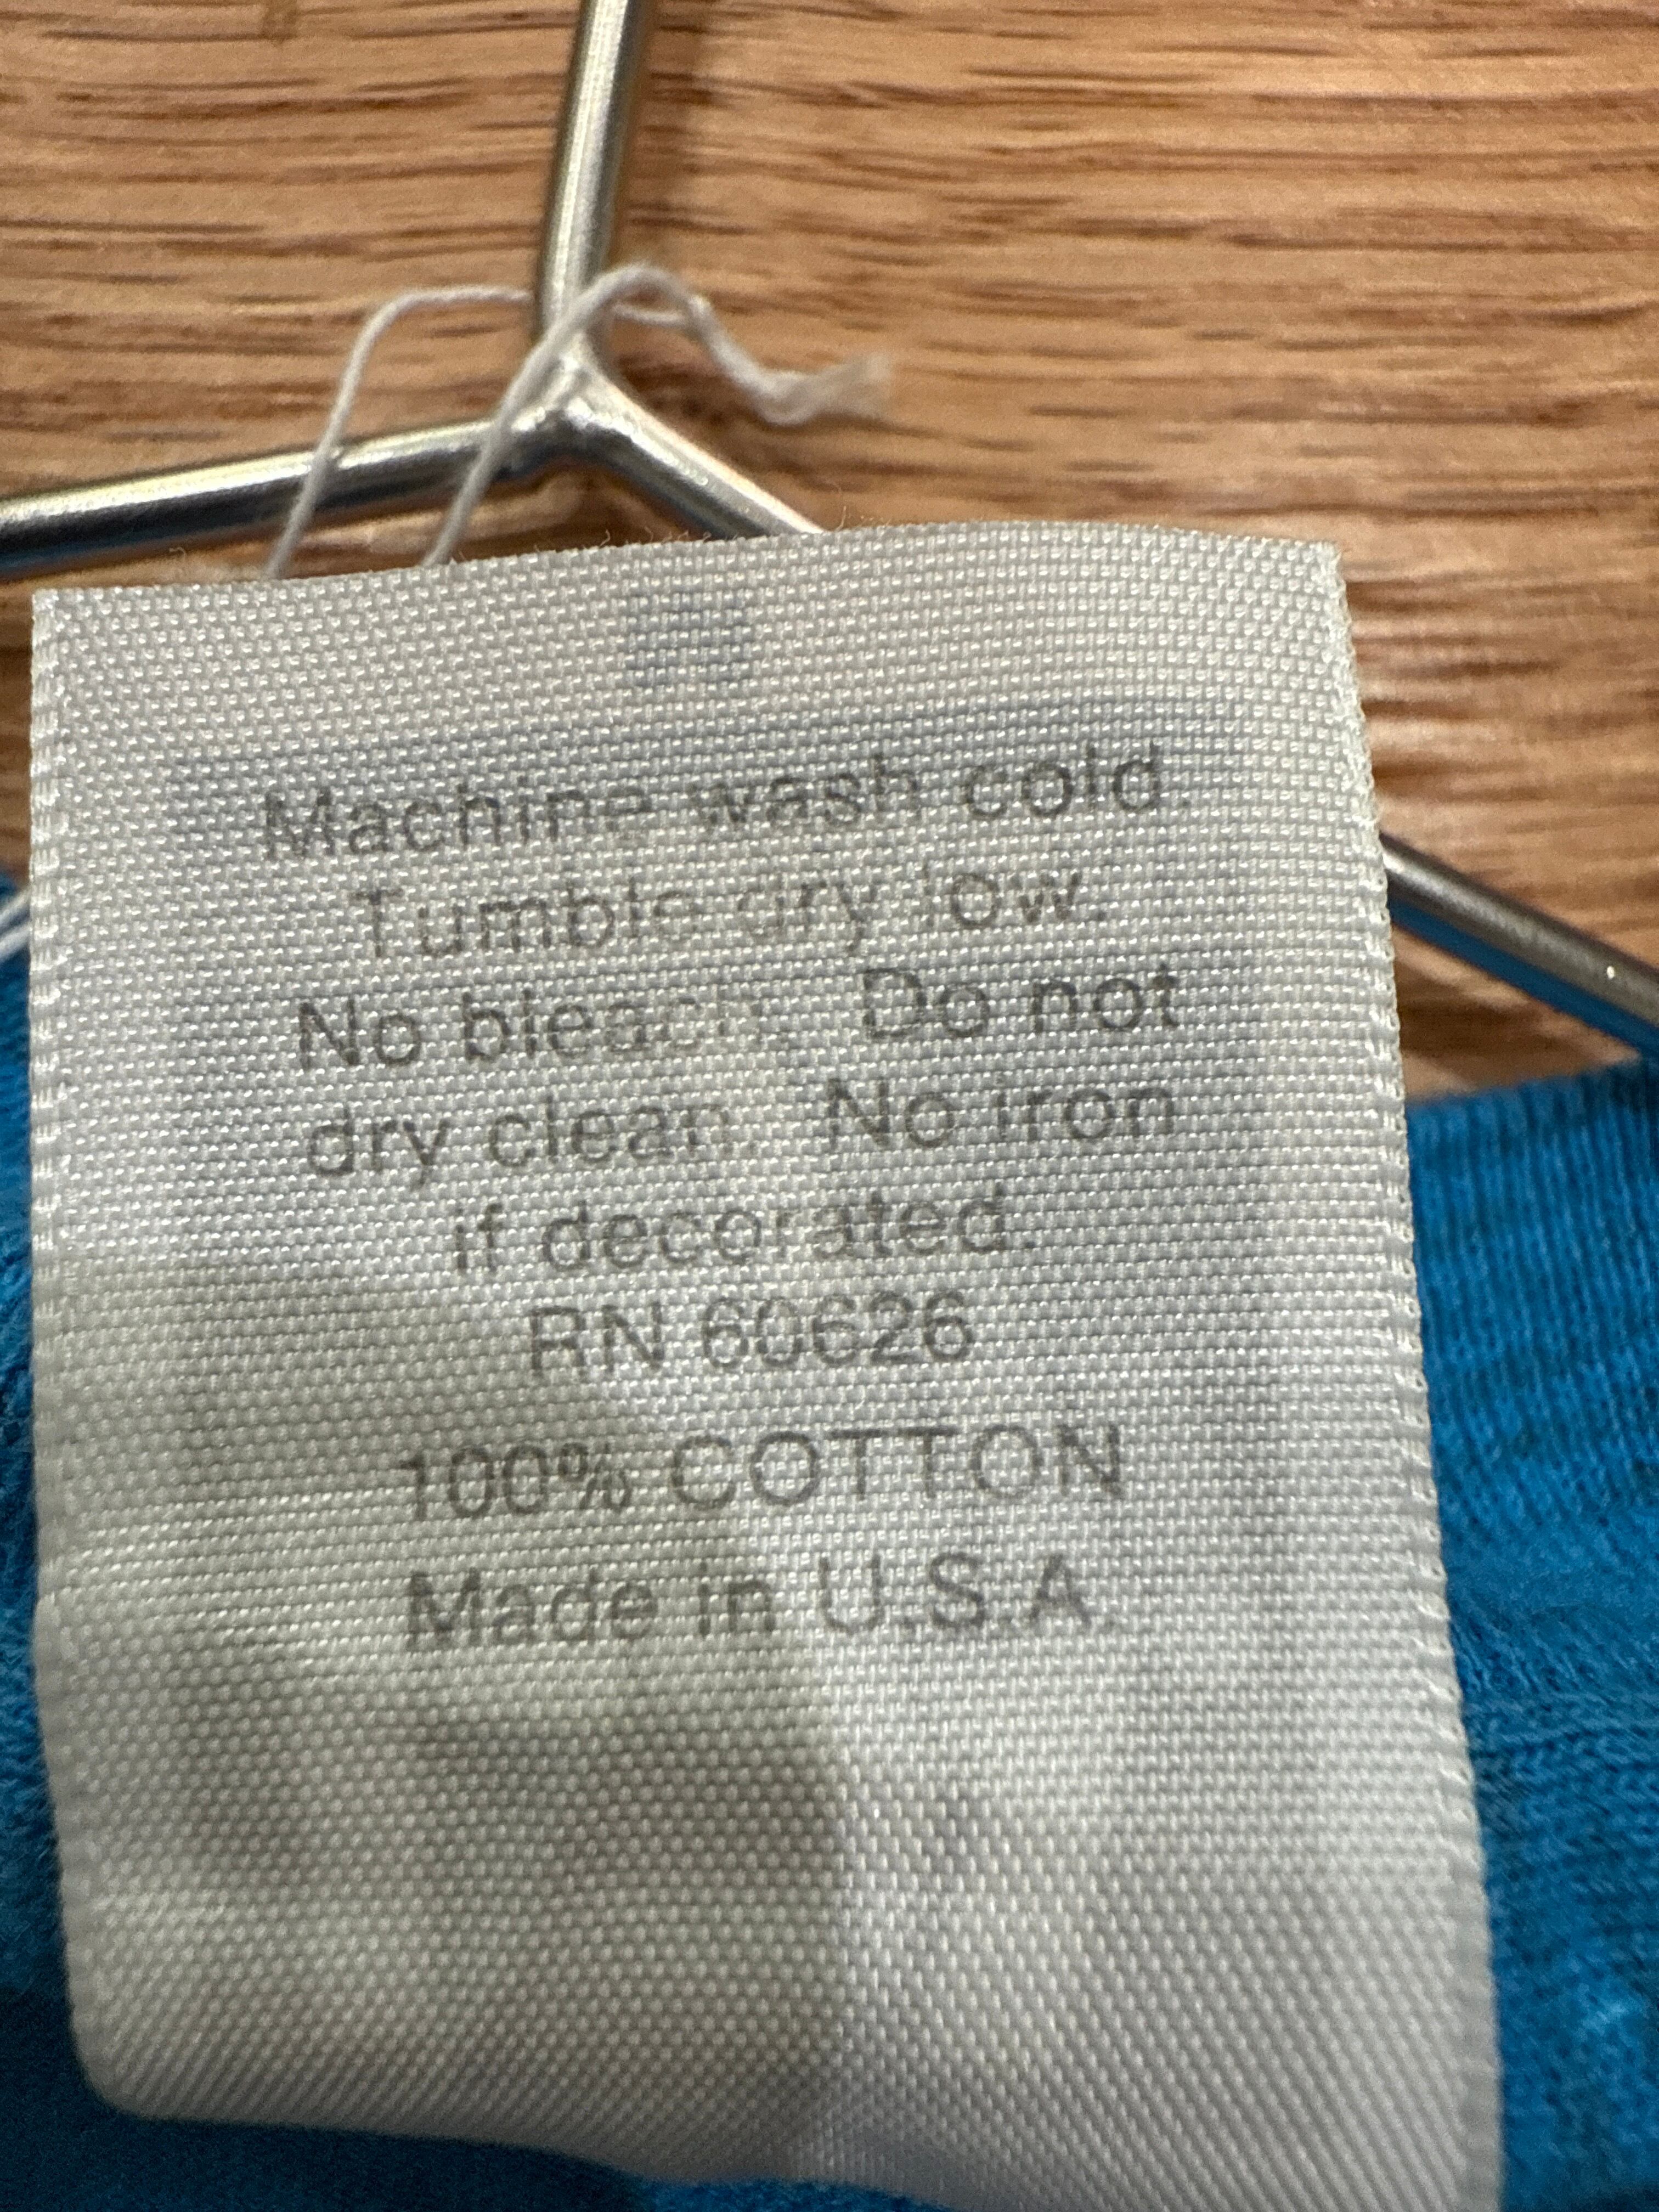 Machine wash cold.
Tumble dry low.
No bleach. Do not
dry clean. No iron
if decorated.
RN 60626
100% COTTON
Made in U.S.A.